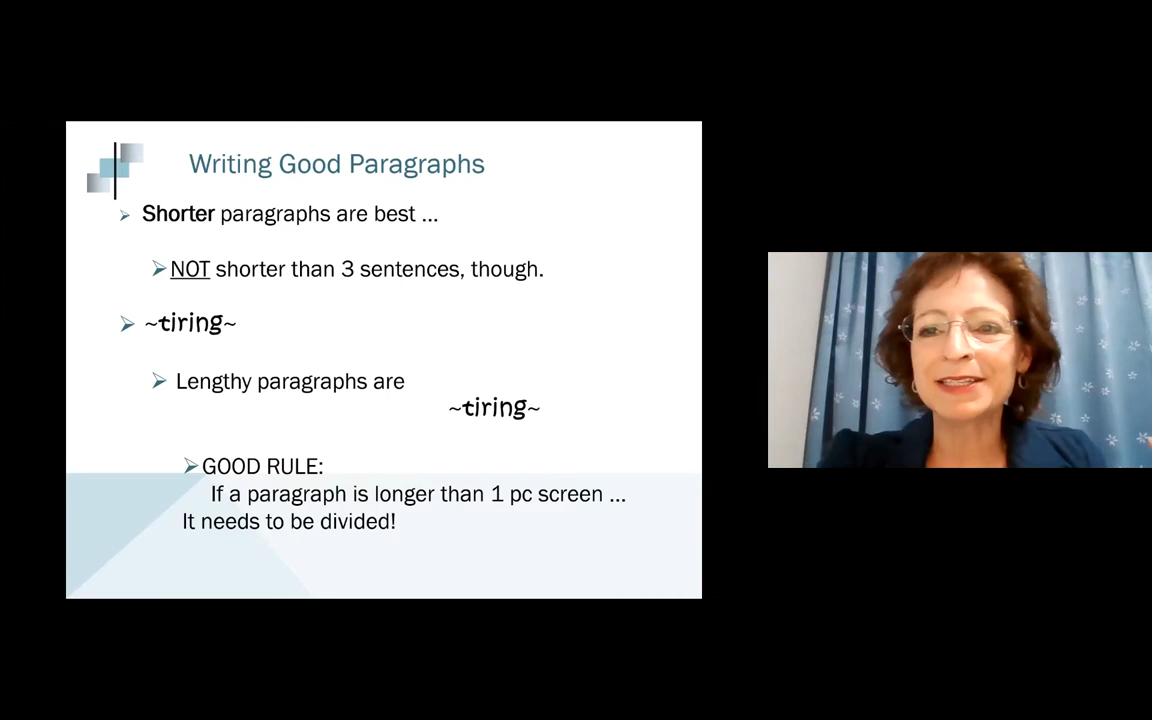 Writing Good Paragraphs
Shorter paragraphs are best ...
NOT shorter than 3 sentences, though.
~tiring~
Lengthy paragraphs are
~tiring~
GOOD RULE:
If a paragraph is longer than 1 pc screen ...
It needs to be divided!